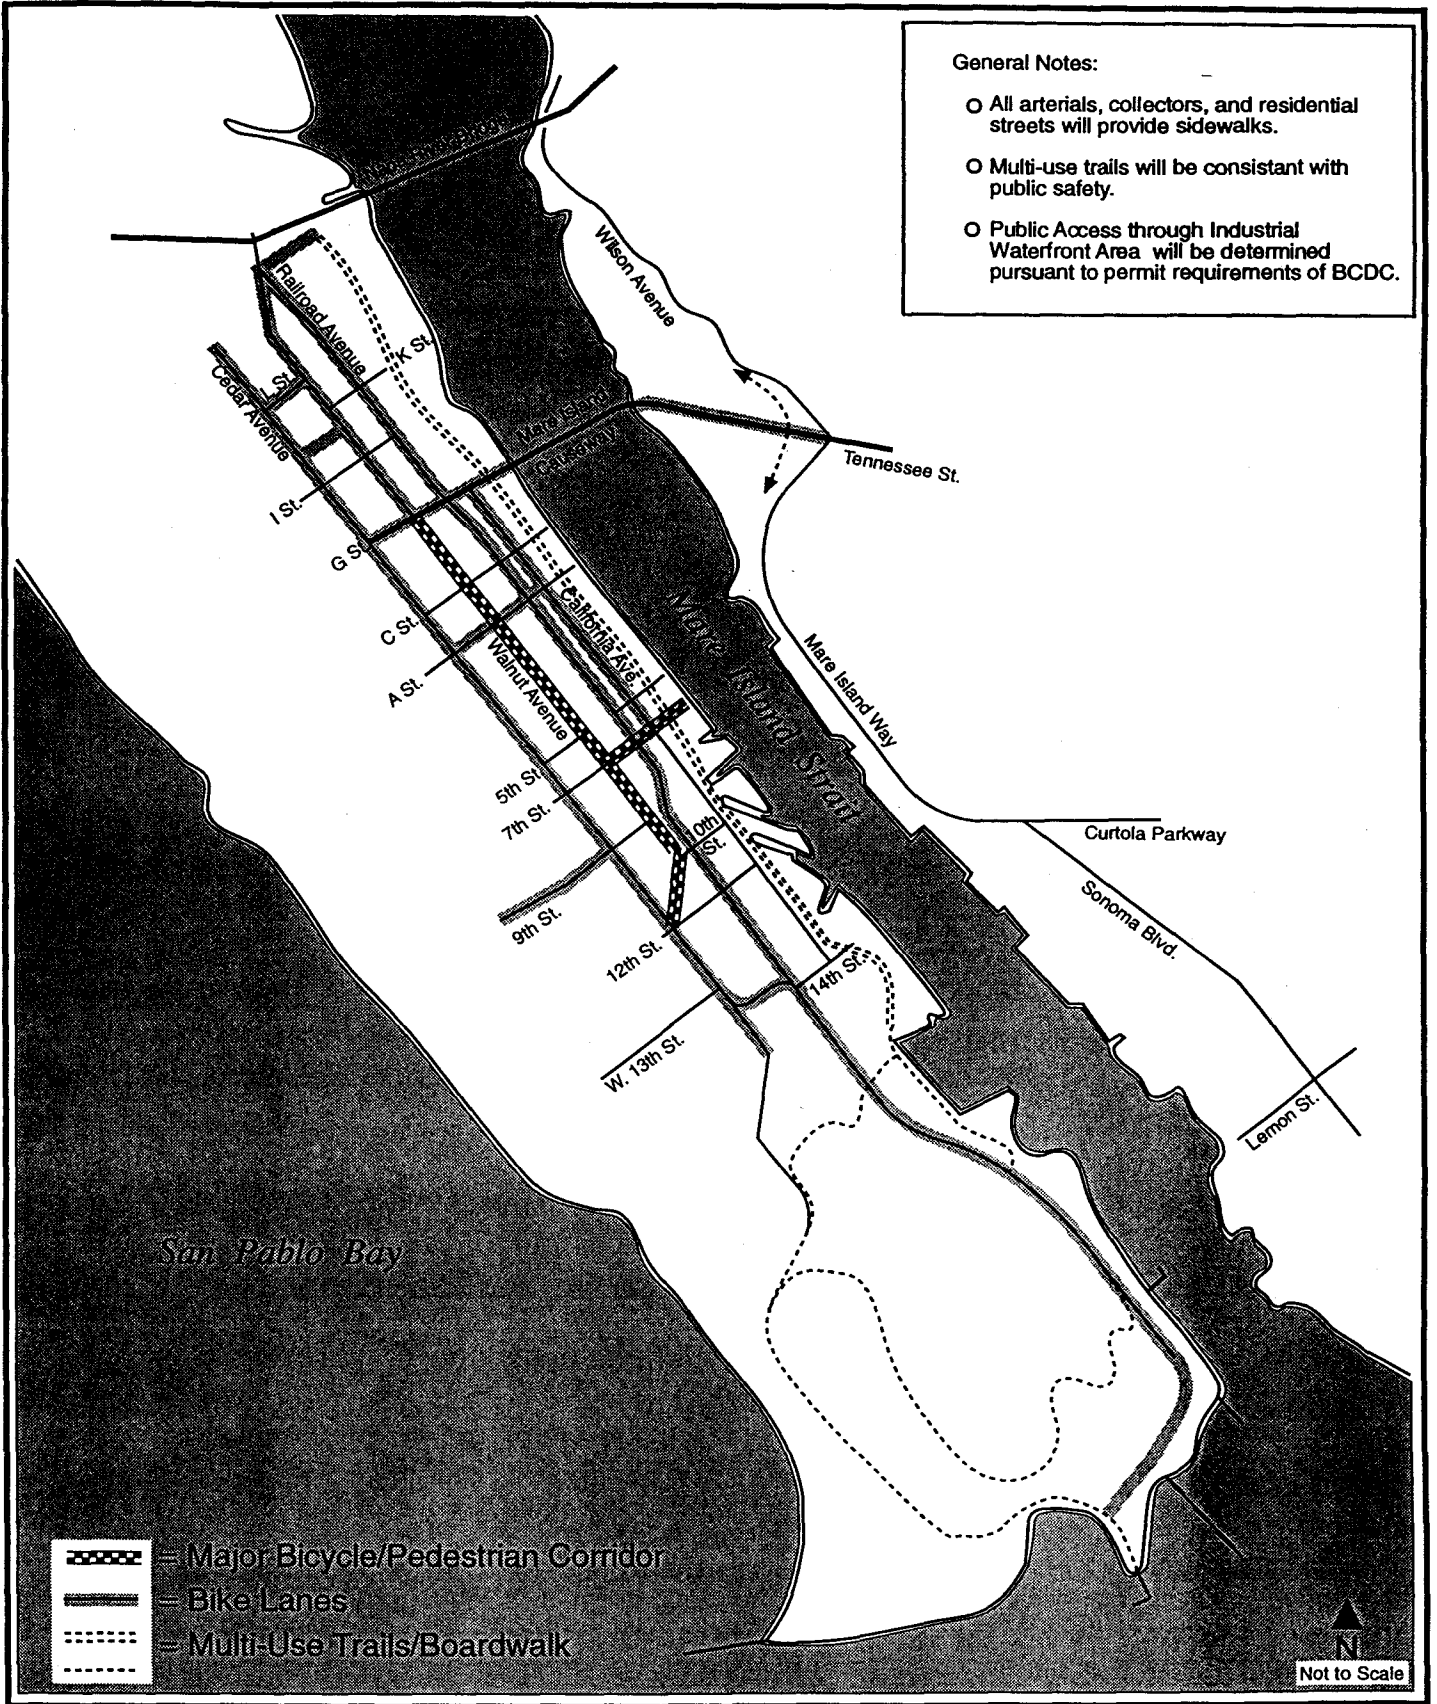 General Notes:
O All arterials, collectors, and residential
streets will provide sidewalks.
O Multi-use trails will be consistant with
public safety.
O Public Access through Industrial
Waterfront Area will be determined
pursuant to permit requirements of BCDC.
Wilson Avenue
Railroad Avenue
K St.
L St.
Cedar Avenue
Mare Island
Causeway
Tennessee St.
I St.
G St
C St.
A St.
California Ave.
Walnut Avenue
Mare Island Strait
Mare Island Way
5th St.
7th St.
0th
St.
Curtola Parkway
Sonoma Blvd.
9th St.
12th St.
14th St.
W. 13th St.
Lemon St.
San Pablo Bay
= Major Bicycle/Pedestrian Corridor
= Bike Lanes
= Multi-Use Trails/Boardwalk
N
Not to Scale